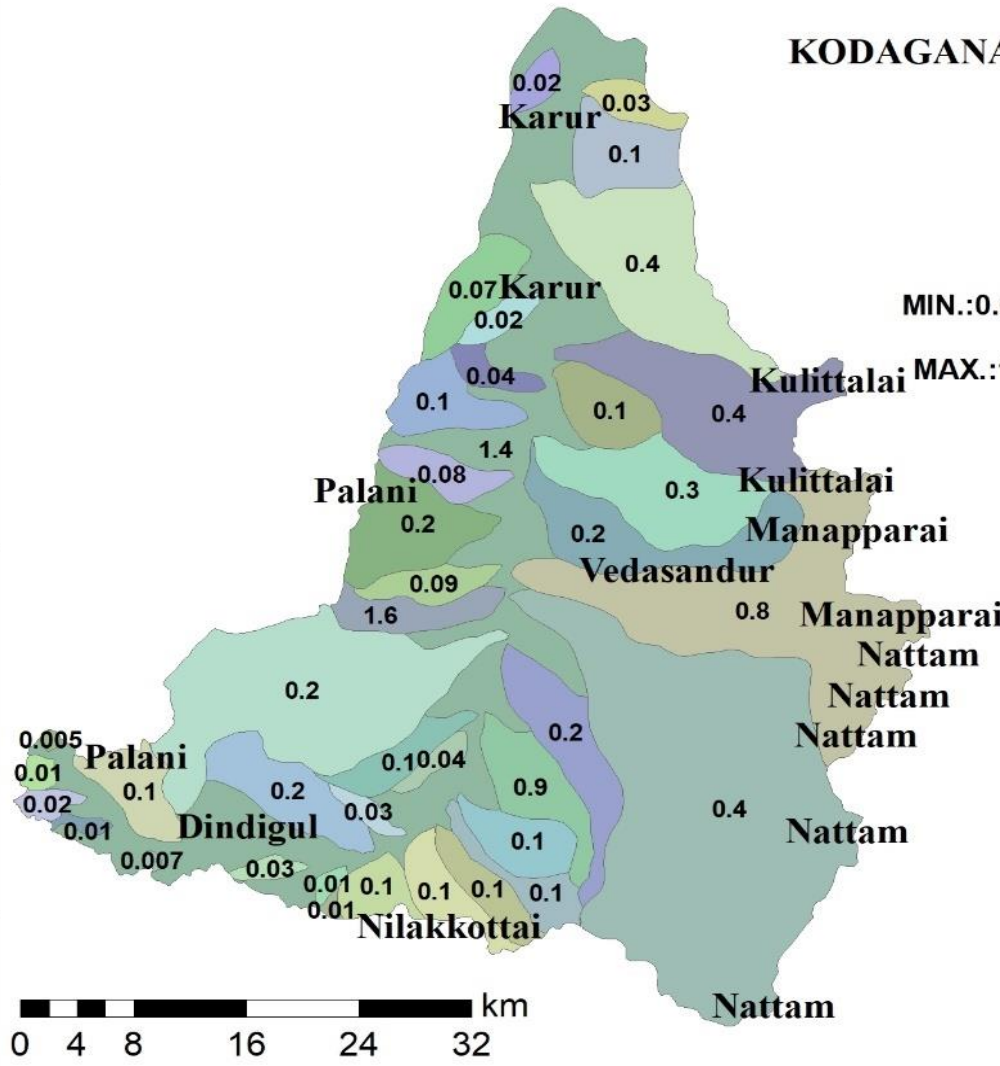 KODAGANA
0.02
0.03
Karur
0.1
0.4
0.07
Karur
MIN.:0.
0.02
MAX.:
0.04
Kulittalai
0.1
0.1
0.4
1.4
0.08
Palani
0.3
Kulittalai
0.2
0.2
Manapparai
Vedasandur
0.09
1.6
0.8
Manapparai
Nattam
0.2
Nattam
0.2
Nattam
0.005
Palani
0.10.04
0.01
0.1
0.2
0.9
0.02
0.03
0.4
0.01
Dindigul
0.1
Nattam
0.007
0.03
0.01
0.1
0.1
0.1
0.1
0.01
Nilakkottai
Nattam
km
0 4 8 16 24 32